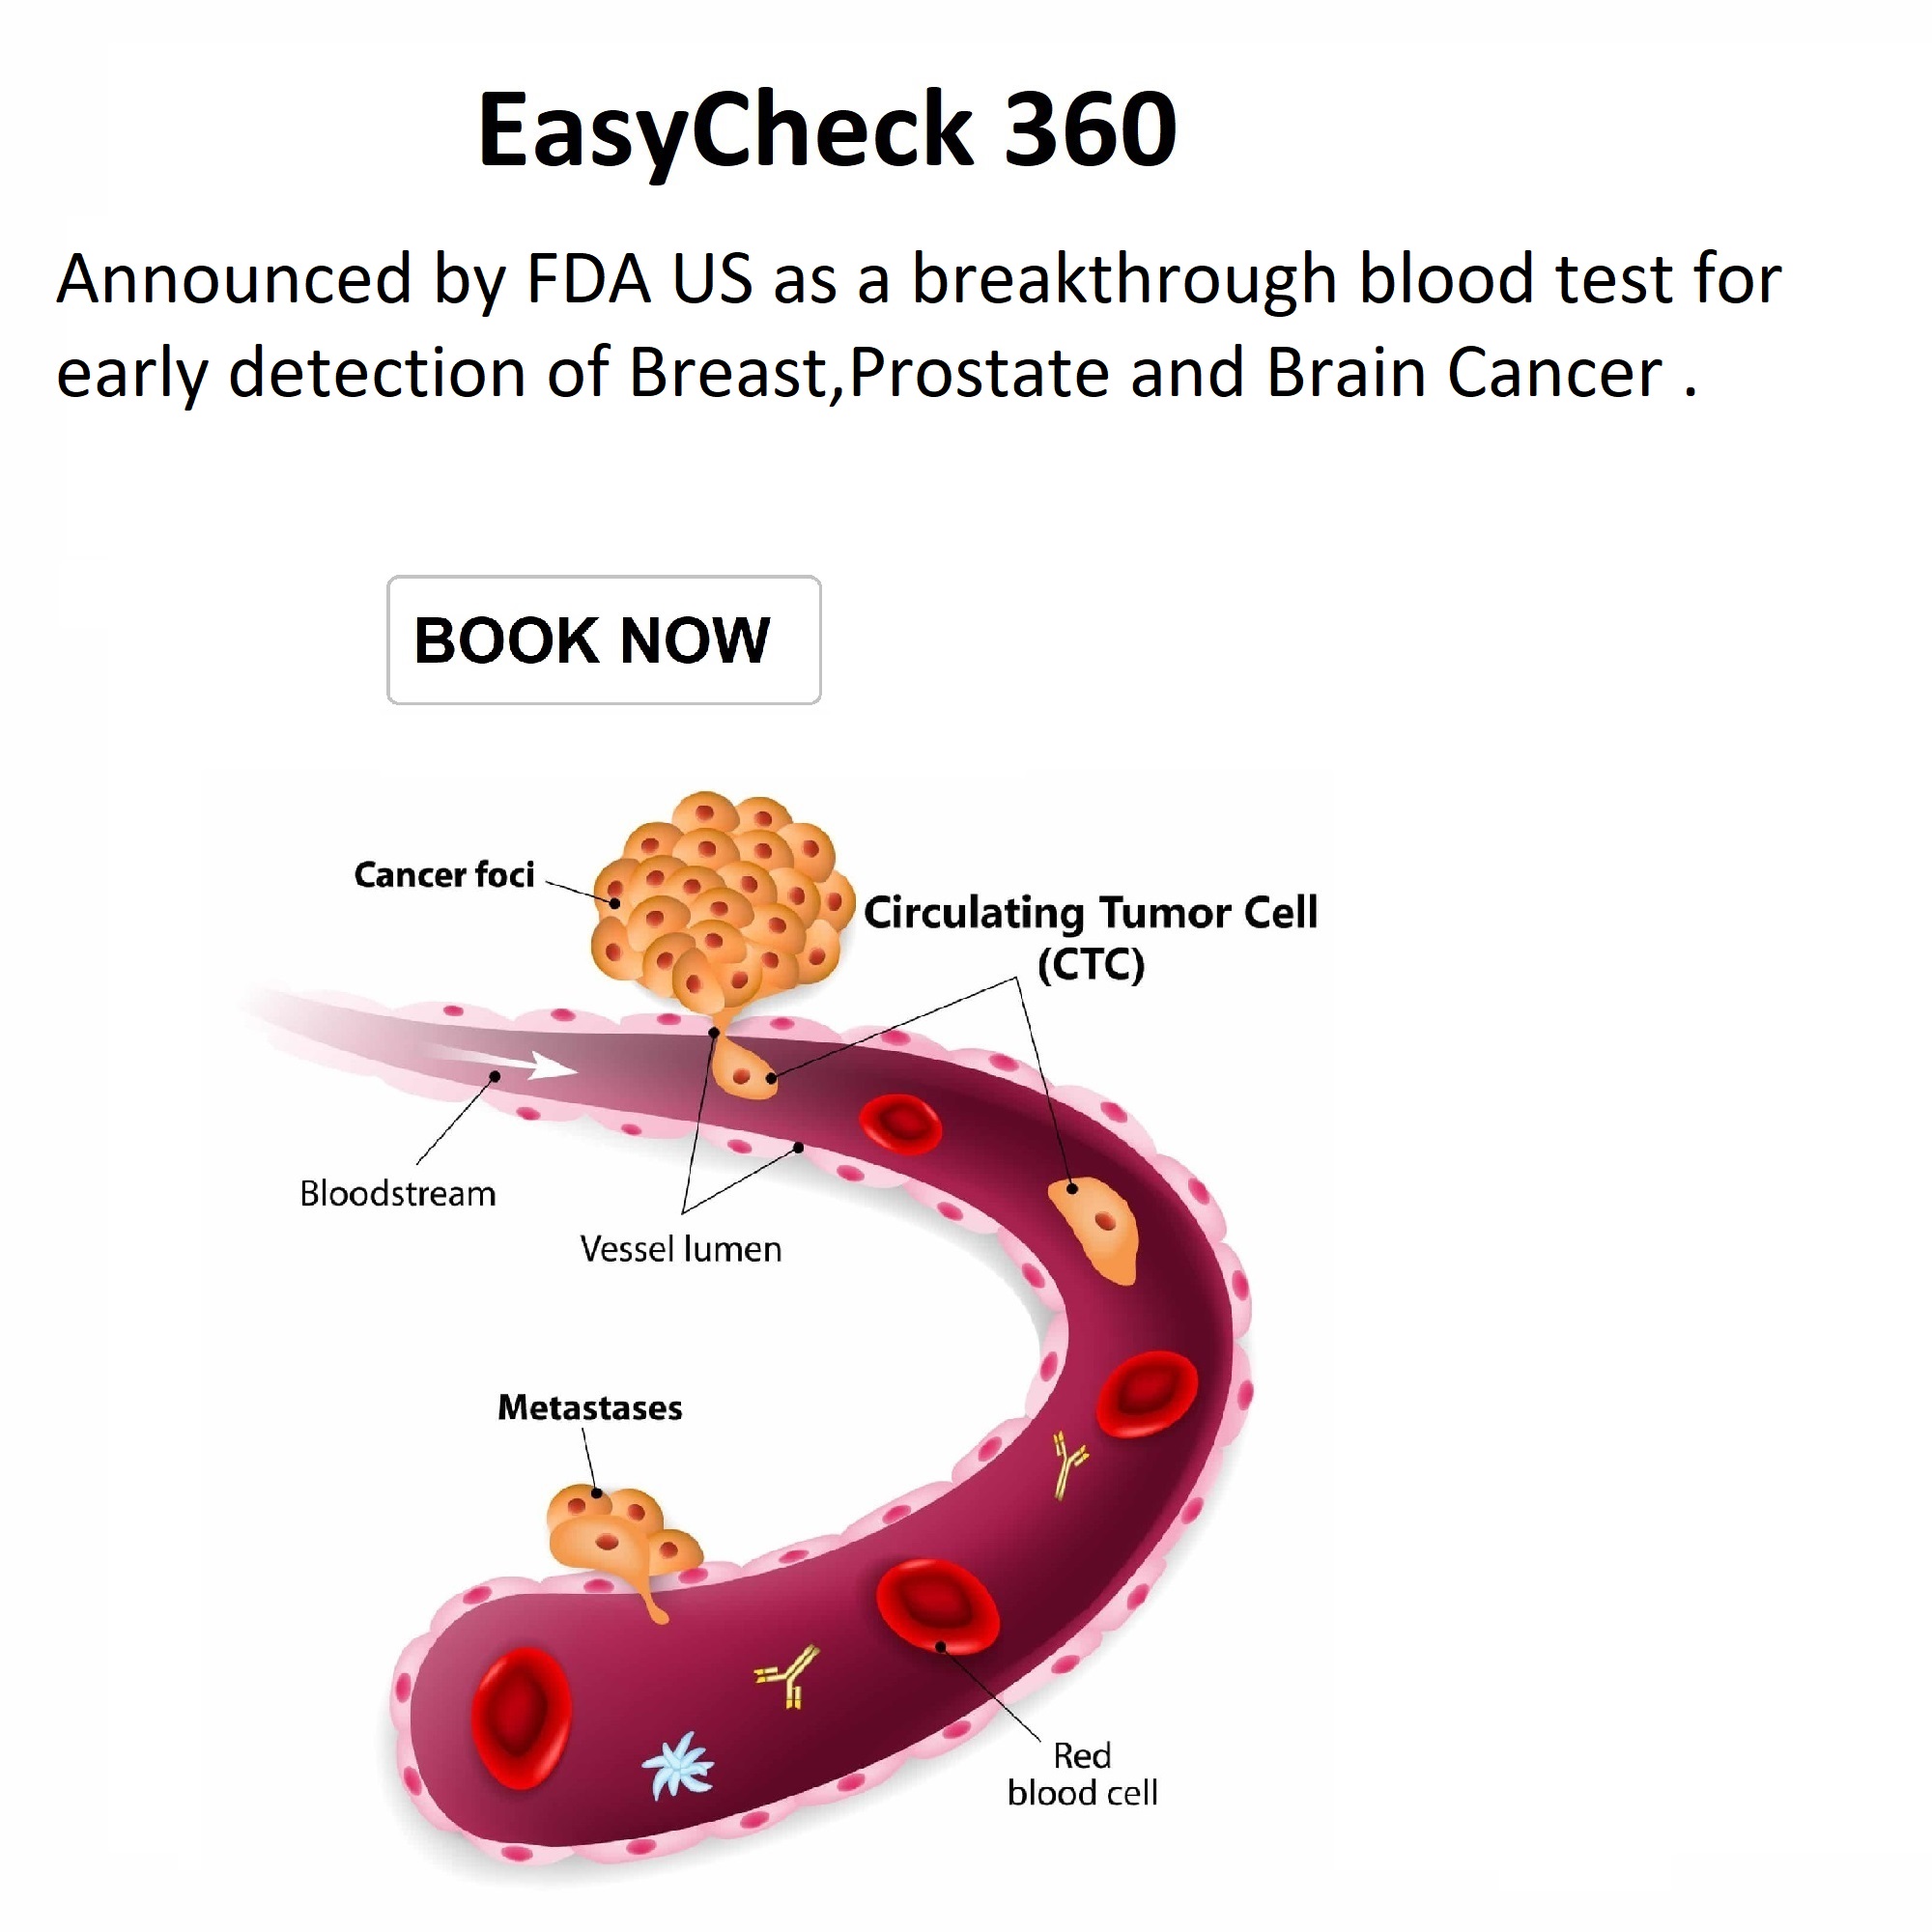 EasyCheck 360
Announced by FDA US as a breakthrough blood test for
early detection of Breast,Prostate and Brain Cancer .
BOOK NOW
Cancer foci
Circulating Tumor Cell
(CTC)
Bloodstream
Vessel lumen
Metastases
Red
blood cell